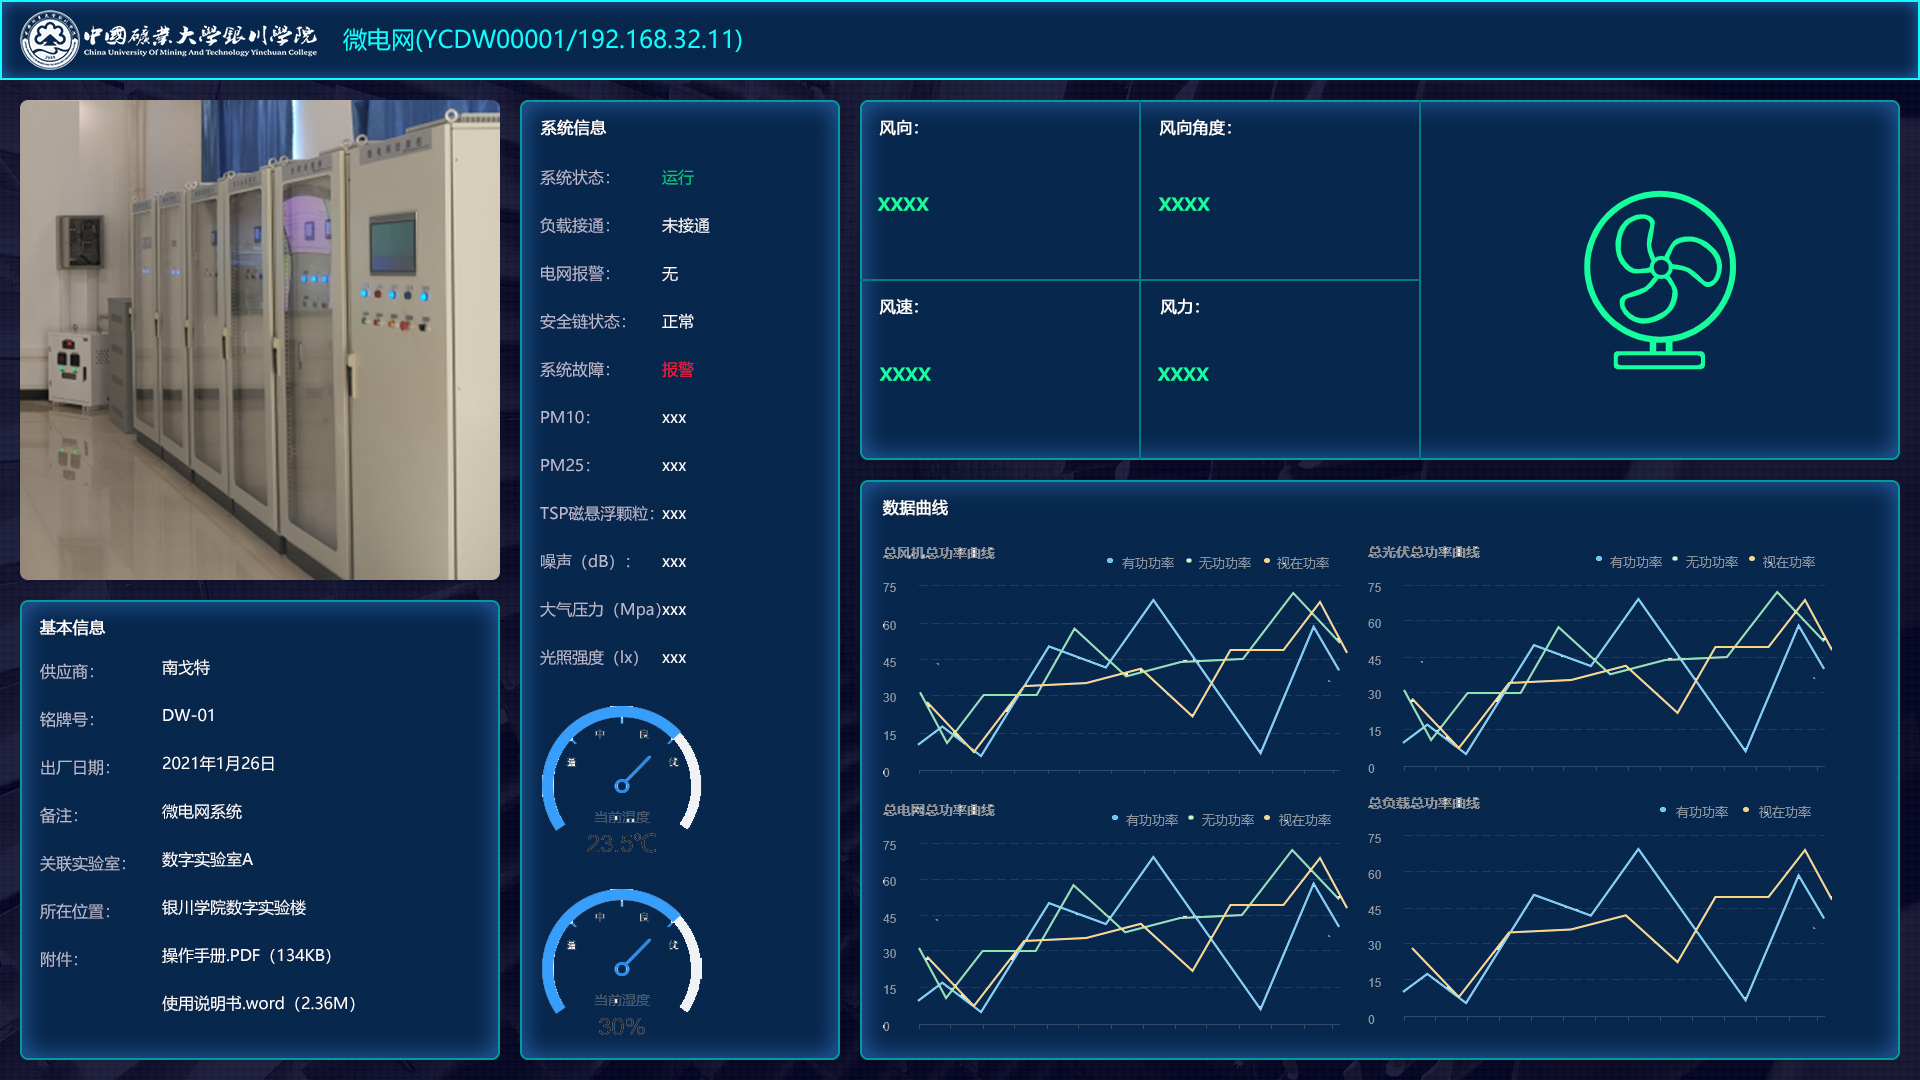 中國礦業大學銀川學院
China University Of Mining And Technology Yinchuan College
微电网(YCDW00001/192.168.32.11)
基本信息
供应商： 南戈特
铭牌号： DW-01
出厂日期： 2021年1月26日
备注： 微电网系统
关联实验室： 数字实验室A
所在位置： 银川学院数字实验楼
附件： 操作手册.PDF（134KB）
使用说明书.word（2.36M）
系统信息
系统状态： 运行
负载接通： 未接通
电网报警： 无
安全链状态： 正常
系统故障： 报警
PM10： xxx
PM25： xxx
TSP磁悬浮颗粒： xxx
噪声（dB）： xxx
大气压力（Mpa） xxx
光照强度（lx） xxx
中 良
优
当前温度
23.5℃
中 良
优
当前湿度
30%
风向：
xxxx
风向角度：
xxxx
风速：
xxxx
风力：
xxxx
数据曲线
总风机总功率曲线
有功功率 无功功率 视在功率
75
60
45
30
15
0
总光伏总功率曲线
有功功率 无功功率 视在功率
75
60
45
30
15
0
总电网总功率曲线
有功功率 无功功率 视在功率
75
60
45
30
15
0
总负载总功率曲线
有功功率 视在功率
75
60
45
30
15
0